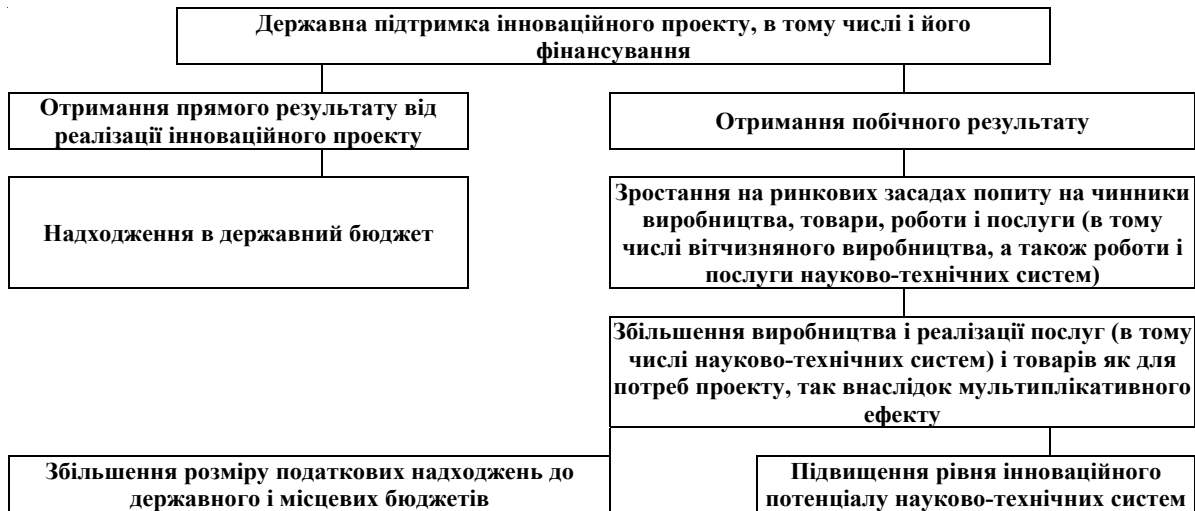 Державна підтримка інноваційного проекту, в тому числі і його
фінансування
Отримання прямого результату від
реалізації інноваційного проекту
Отримання побічного результату
Надходження в державний бюджет
Зростання на ринкових засадах попиту на чинники
виробництва, товари, роботи і послуги (в тому
числі вітчизняного виробництва, а також роботи і
послуги науково-технічних систем)
Збільшення виробництва і реалізації послуг (в тому
числі науково-технічних систем) і товарів як для
потреб проекту, так внаслідок мультиплікативного
ефекту
Збільшення розміру податкових надходжень до
державного і місцевих бюджетів
Підвищення рівня інноваційного
потенціалу науково-технічних систем